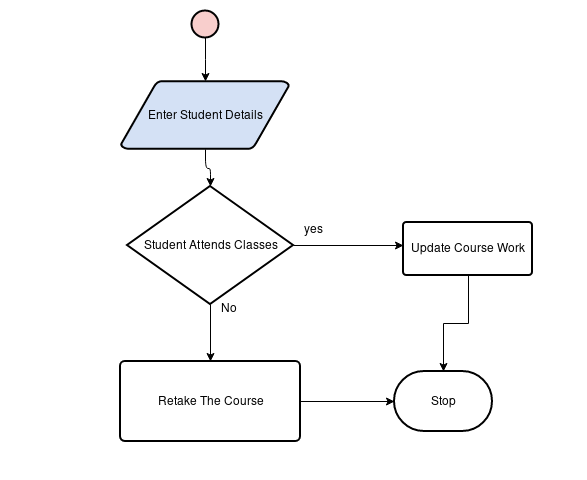 Enter Student Details
Student Attends Classes
yes
Update Course Work
No
Retake The Course
Stop